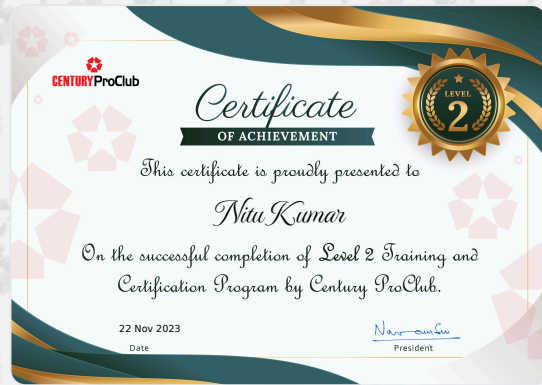 CENTURY ProClub
LEVEL
2
Certificate
OF ACHIEVEMENT
This certificate is proudly presented to
Nitu Kumar
On the successful completion of Level 2 Training and
Certification Program by Century ProClub.
22 Nov 2023
Date
President